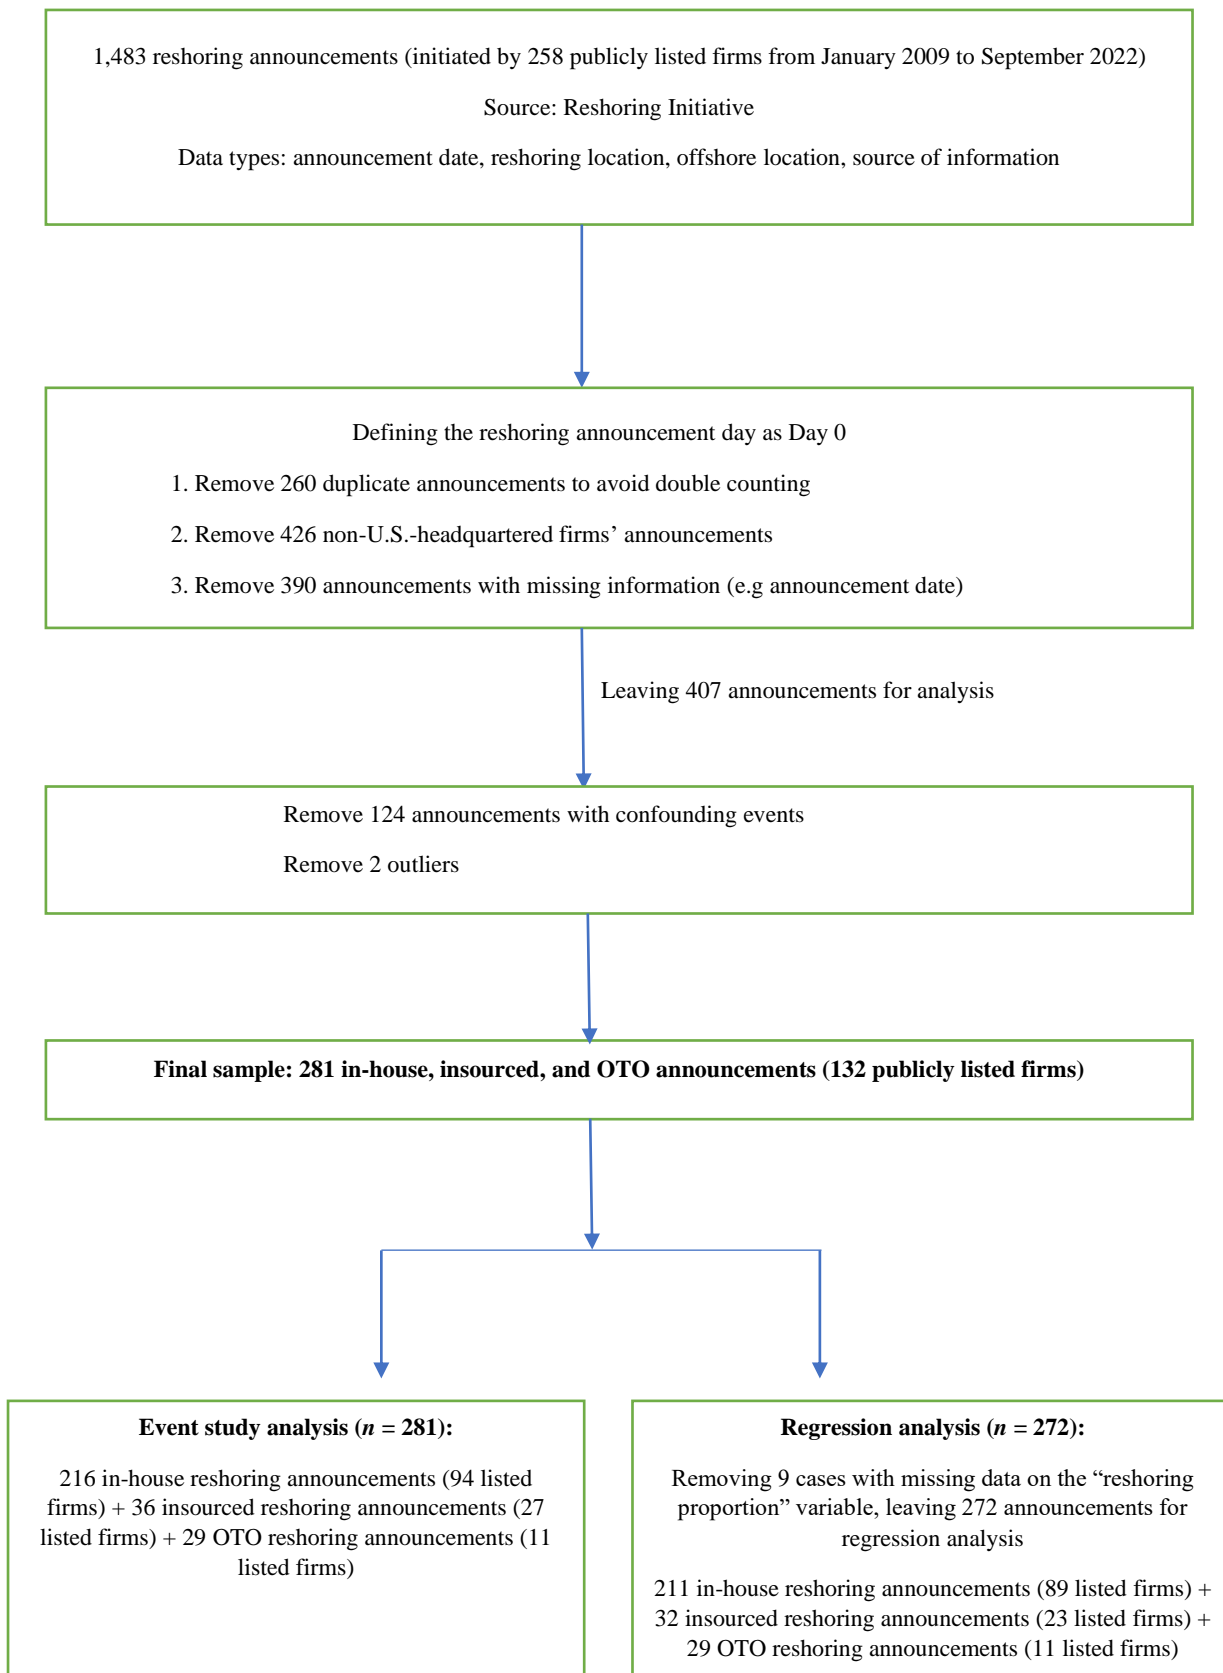 1,483 reshoring announcements (initiated by 258 publicly listed firms from January 2009 to September 2022)
Source: Reshoring Initiative
Data types: announcement date, reshoring location, offshore location, source of information
Defining the reshoring announcement day as Day 0
1. Remove 260 duplicate announcements to avoid double counting
2. Remove 426 non-U.S.-headquartered firms’ announcements
3. Remove 390 announcements with missing information (e.g announcement date)
Leaving 407 announcements for analysis
Remove 124 announcements with confounding events
Remove 2 outliers
Final sample: 281 in-house, insourced, and OTO announcements (132 publicly listed firms)
Event study analysis (n = 281):
216 in-house reshoring announcements (94 listed
firms) + 36 insourced reshoring announcements (27
listed firms) + 29 OTO reshoring announcements (11
listed firms)
Regression analysis (n = 272):
Removing 9 cases with missing data on the “reshoring
proportion” variable, leaving 272 announcements for
regression analysis
211 in-house reshoring announcements (89 listed firms) +
32 insourced reshoring announcements (23 listed firms) +
29 OTO reshoring announcements (11 listed firms)